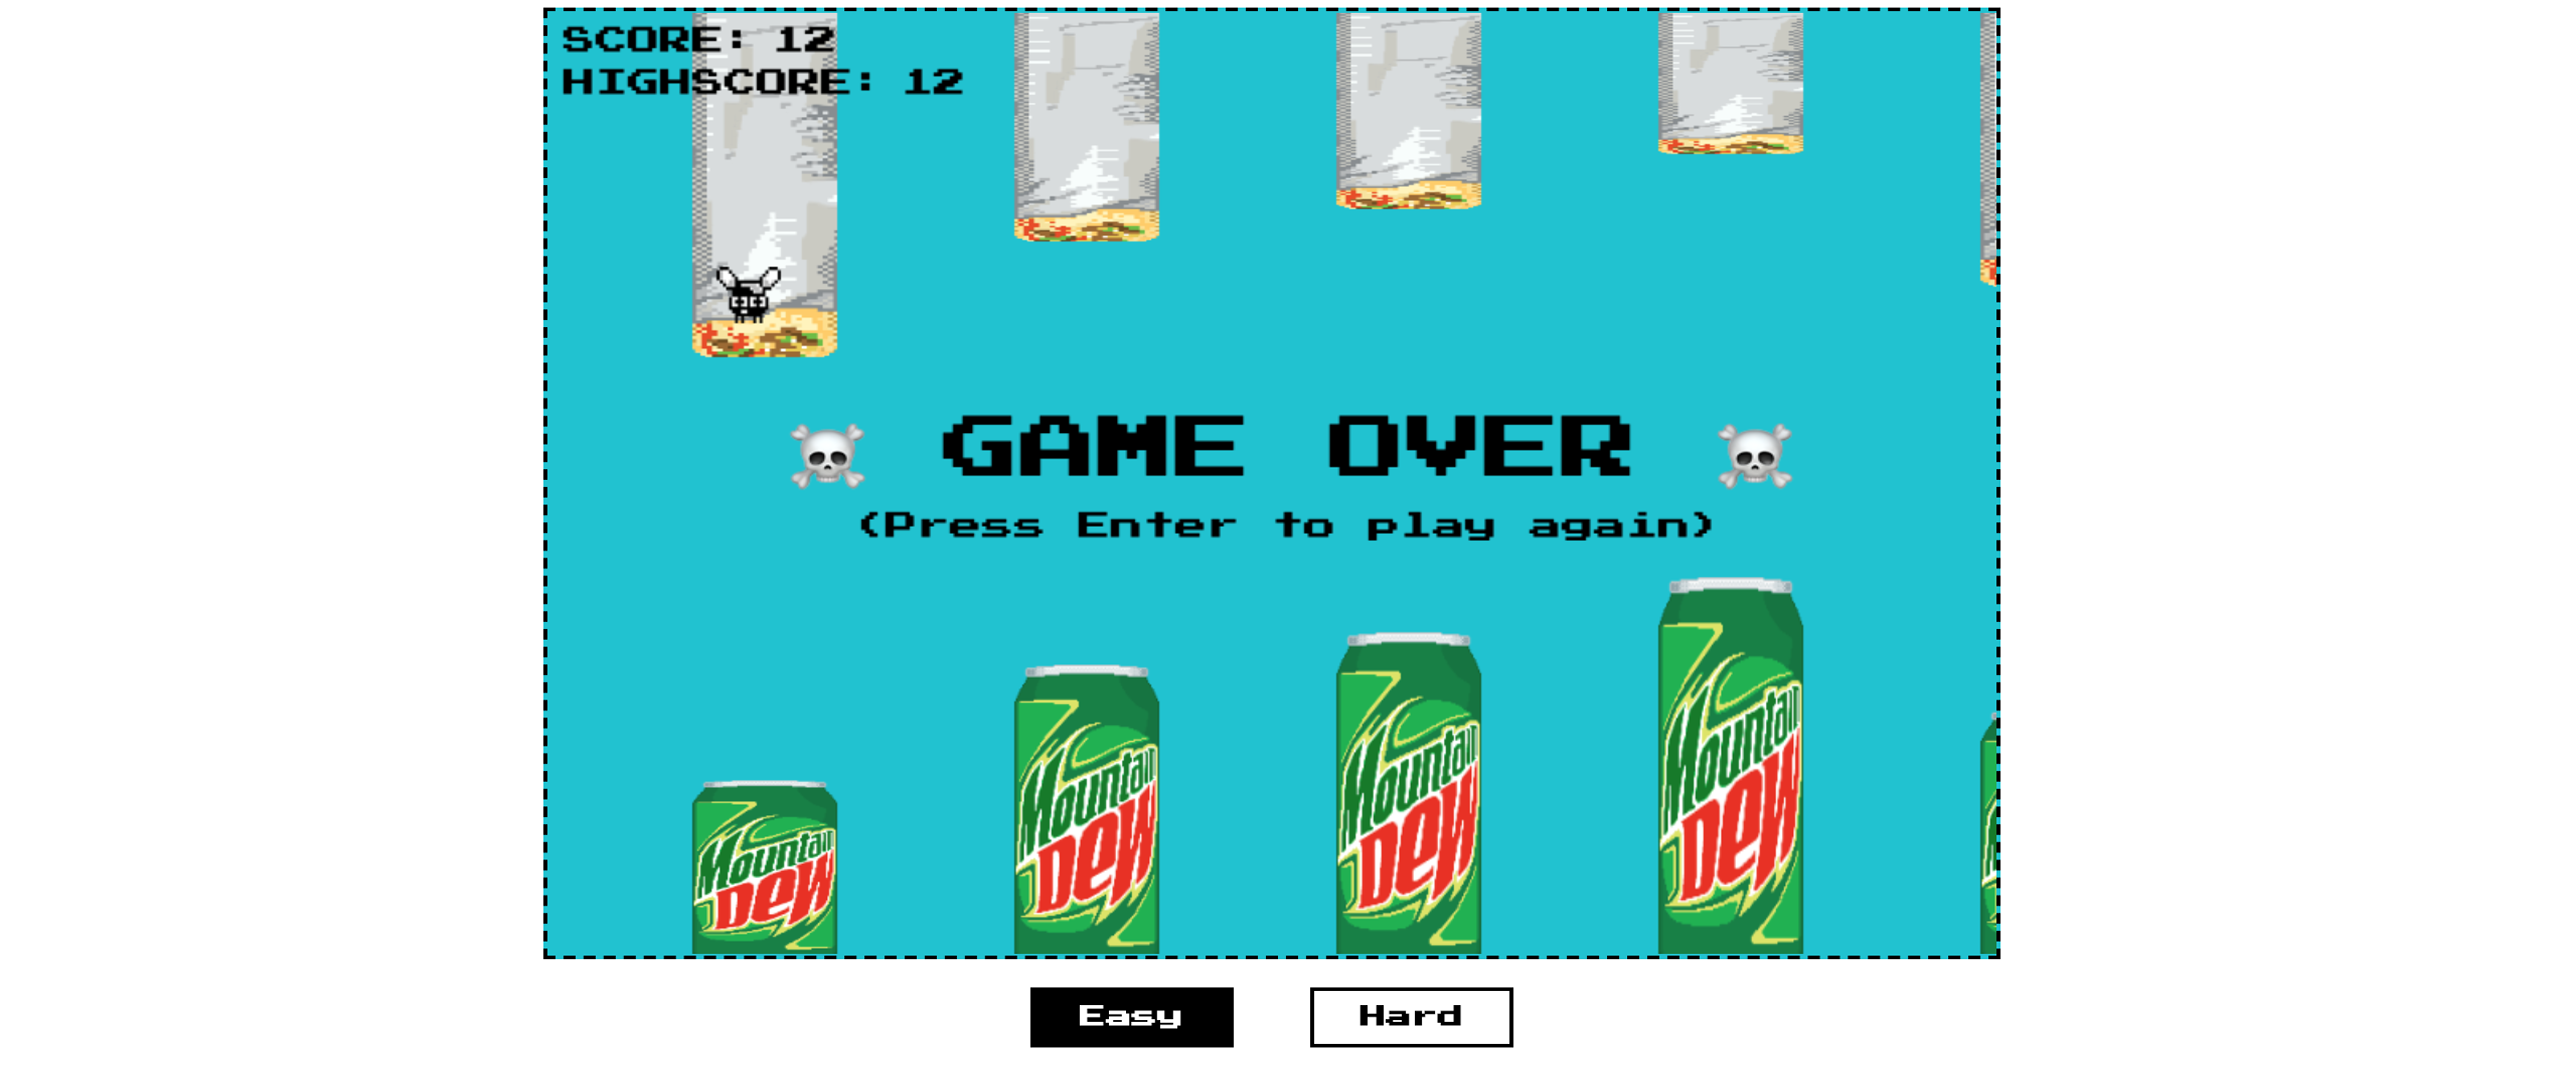 SCORE: 12
HIGHSCORE: 12
GAME OVER
(Press Enter to play again)
Mountain
Dew
Mountain
Dew
Mountain
Dew
Mountain
Dew
Easy
Hard